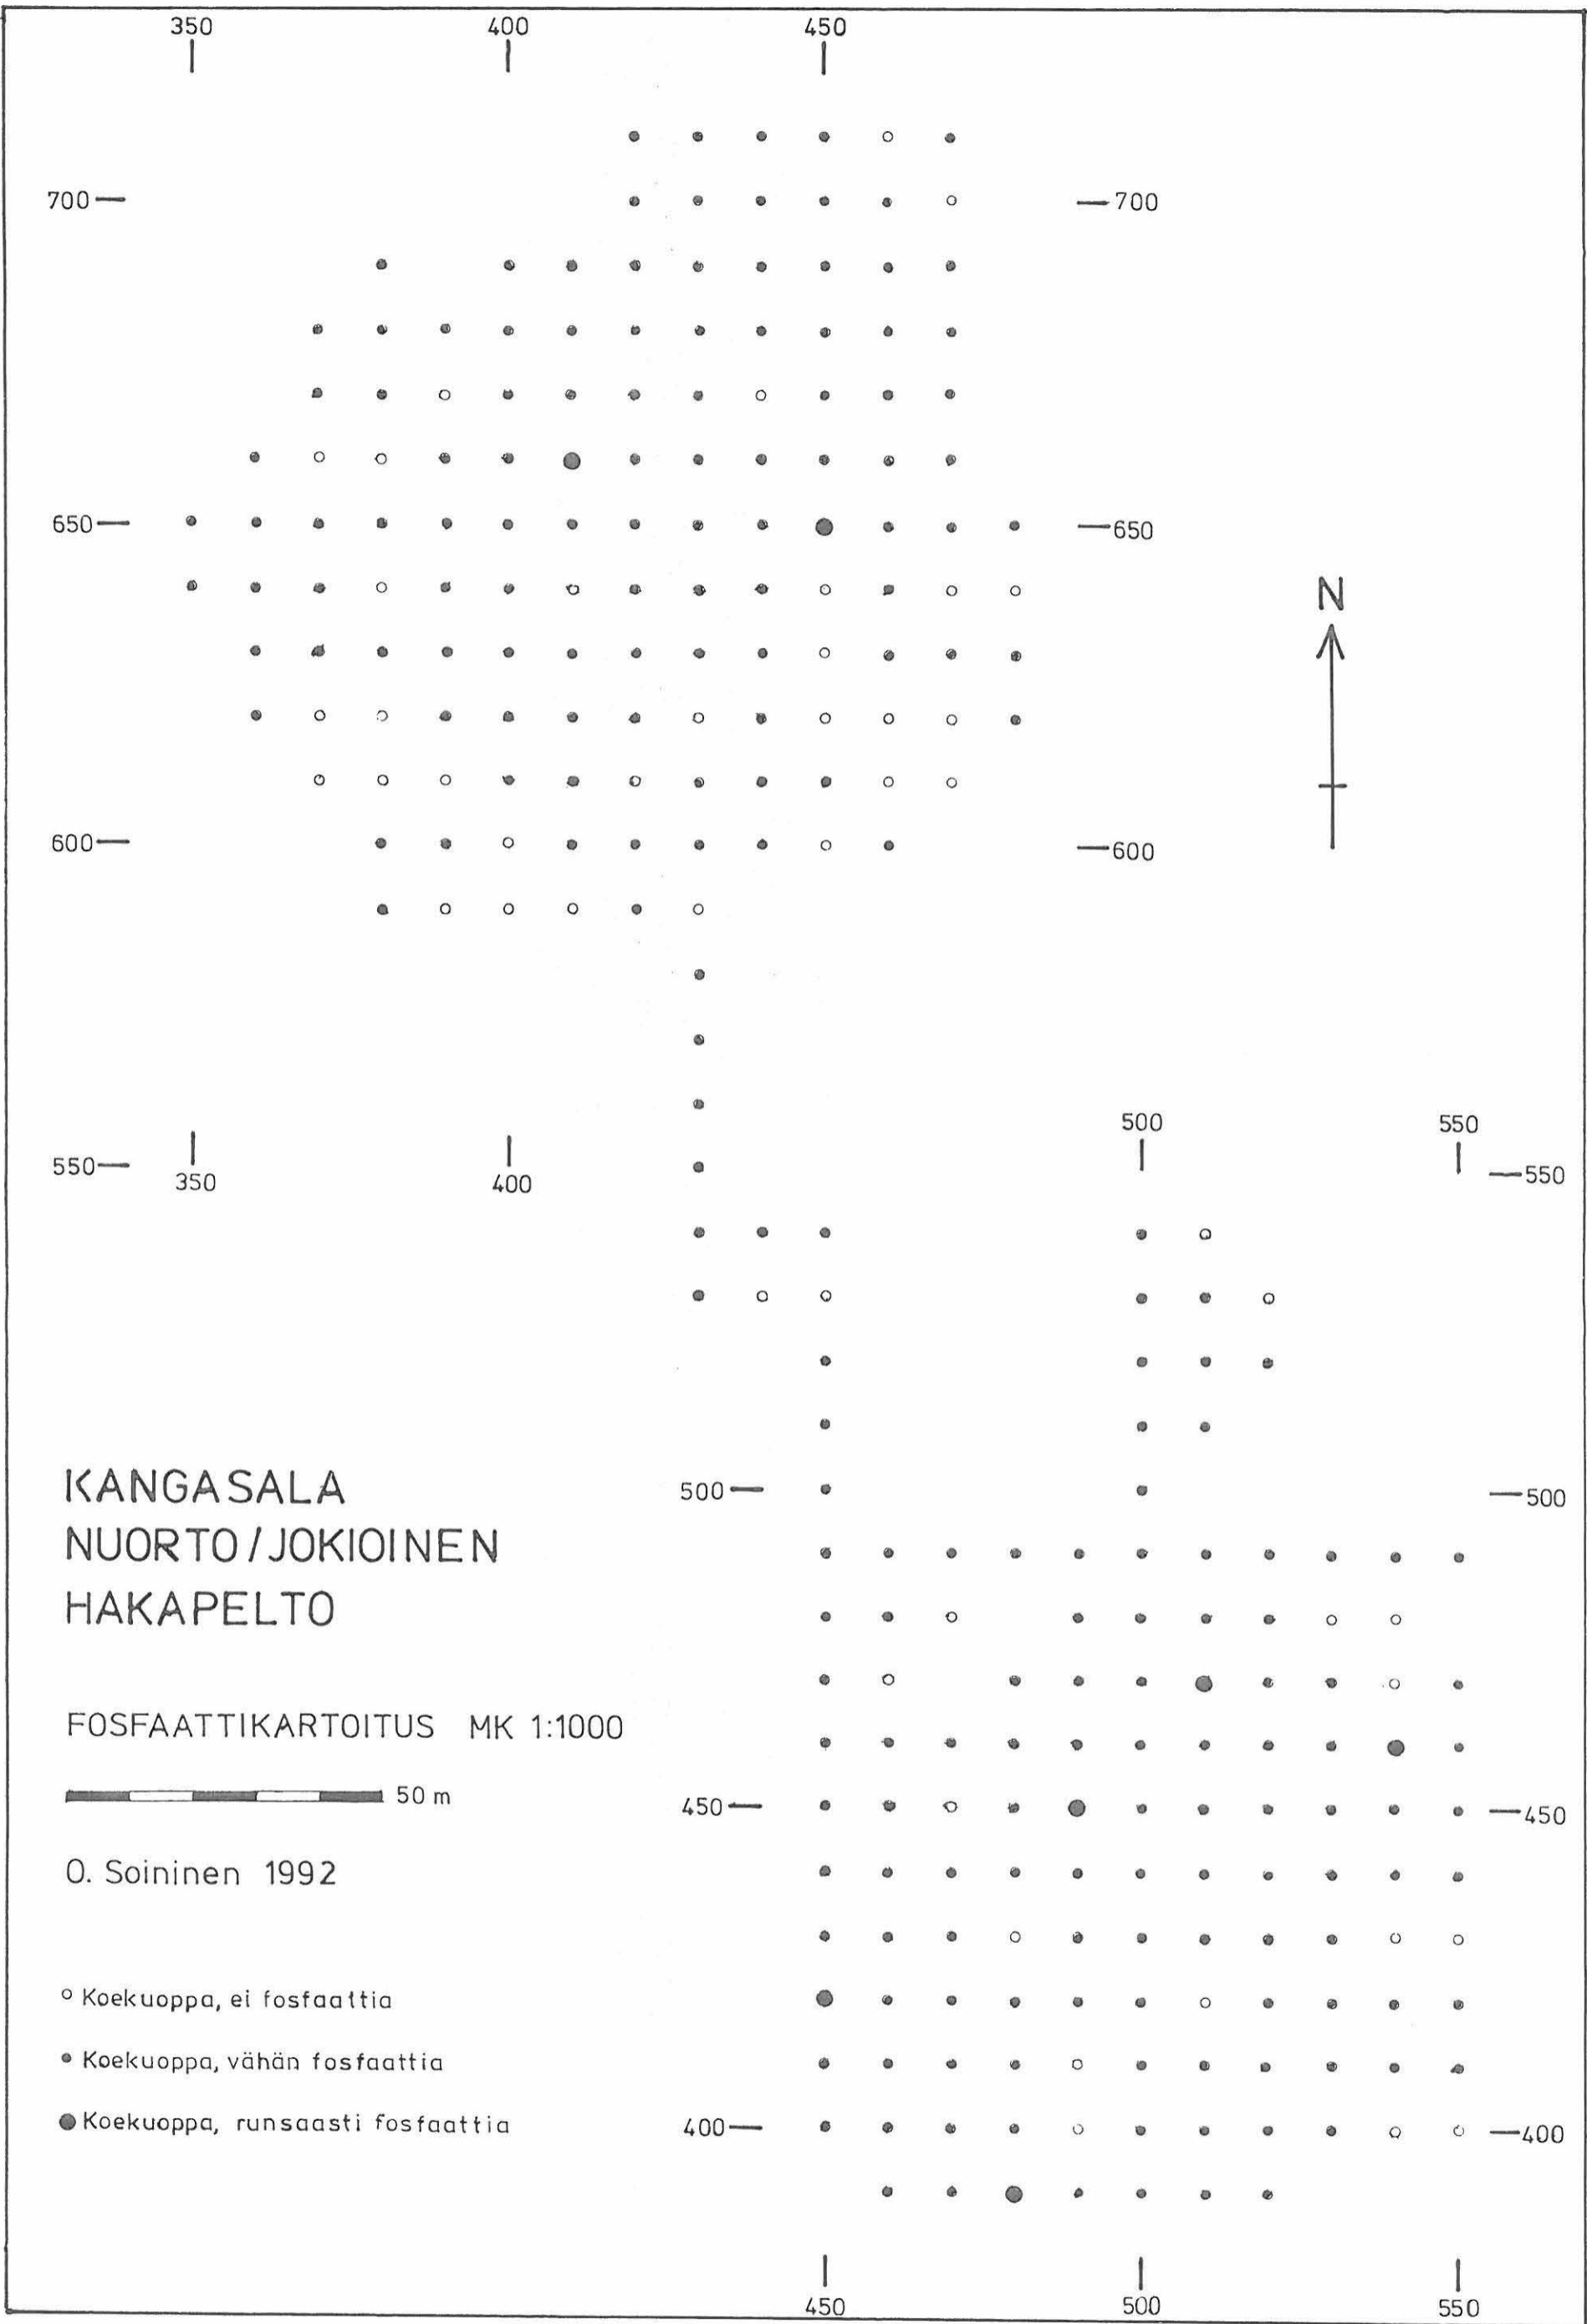 350 400 450
700 700
650 650
N
600 600
500 550
550 550
350 400
KANGASALA
500 500
NUORTO/JOKIOINEN
HAKAPELTO
FOSFAATTIKARTOITUS MK 1:1000
50 m
450 450
O. Soininen 1992
Koekuoppa, ei fosfaattia
Koekuoppa, vähän fosfaattia
Koekuoppa, runsaasti fosfaattia
400 400
450 500 550